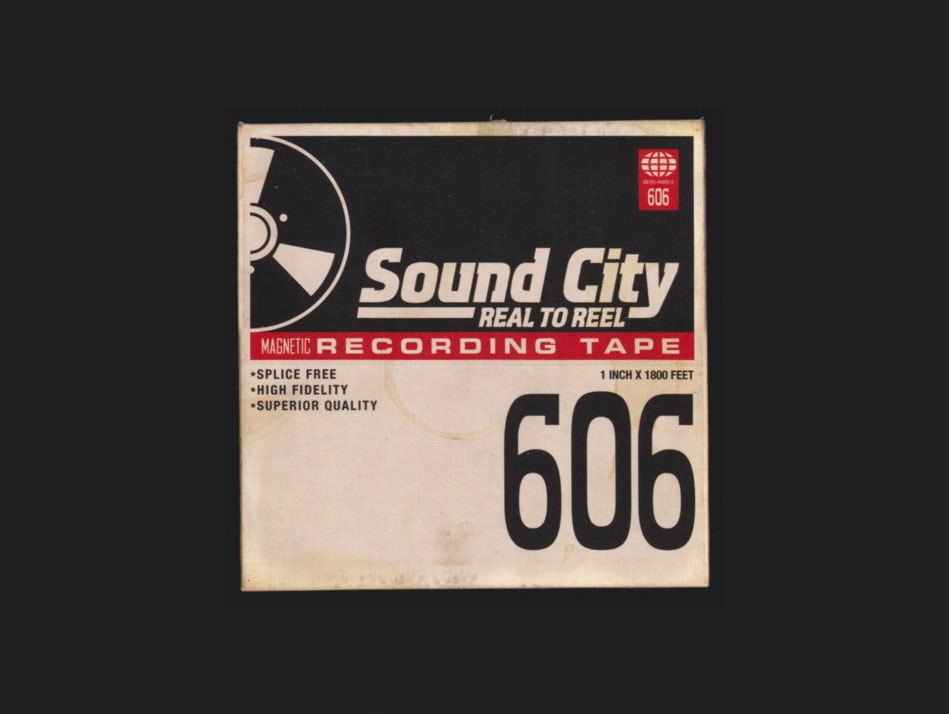 606
Sound City
REAL TO REEL
MAGNETIC RECORDING TAPE
*SPLICE FREE
*HIGH FIDELITY
*SUPERIOR QUALITY
1 INCH X 1800 FEET
606